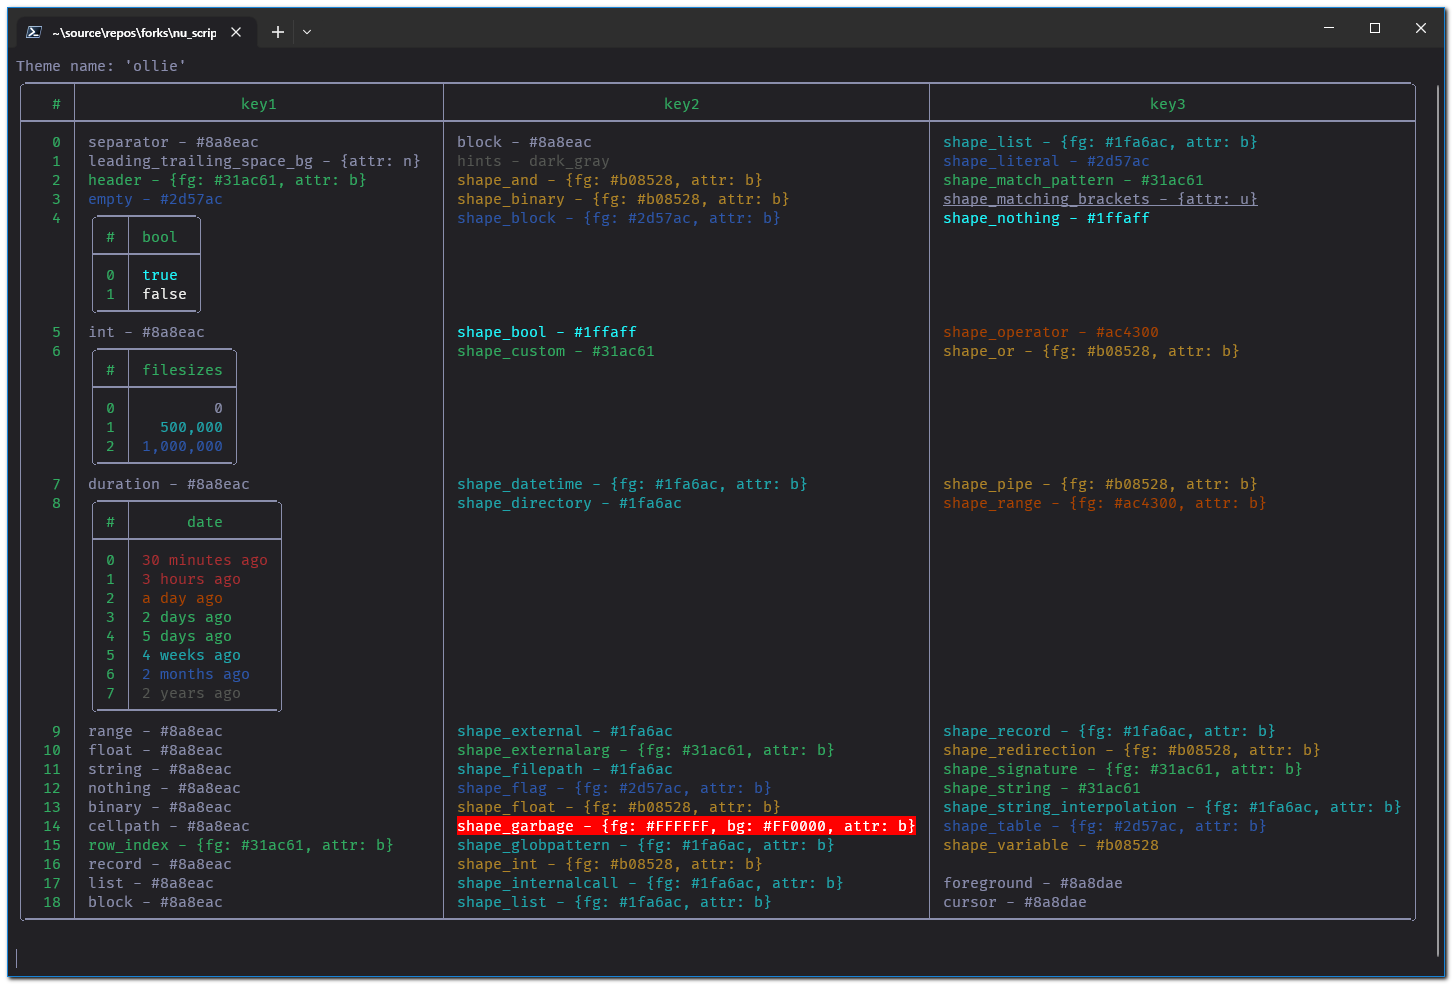 ~\source\repos\forks\nu_scrip
Theme name: 'ollie'
# key1 key2 key3
0 separator - #8a8eac block - #8a8eac shape_list - {fg: #1fa6ac, attr: b}
1 leading_trailing_space_bg - {attr: n} hints - dark_gray shape_literal - #2d57ac
2 header - {fg: #31ac61, attr: b} shape_and - {fg: #b08528, attr: b} shape_match_pattern - #31ac61
3 empty - #2d57ac shape_binary - {fg: #b08528, attr: b} shape_matching_brackets - {attr: u}
4 shape_block - {fg: #2d57ac, attr: b} shape_nothing - #1ffaff
# bool
0 true
1 false
5 int - #8a8eac shape_bool - #1ffaff shape_operator - #ac4300
6 shape_custom - #31ac61 shape_or - {fg: #b08528, attr: b}
# filesizes
0 0
1 500,000
2 1,000,000
7 duration - #8a8eac shape_datetime - {fg: #1fa6ac, attr: b} shape_pipe - {fg: #b08528, attr: b}
8 shape_directory - #1fa6ac shape_range - {fg: #ac4300, attr: b}
# date
0 30 minutes ago
1 3 hours ago
2 a day ago
3 2 days ago
4 5 days ago
5 4 weeks ago
6 2 months ago
7 2 years ago
9 range - #8a8eac shape_external - #1fa6ac shape_record - {fg: #1fa6ac, attr: b}
10 float - #8a8eac shape_externalarg - {fg: #31ac61, attr: b} shape_redirection - {fg: #b08528, attr: b}
11 string - #8a8eac shape_filepath - #1fa6ac shape_signature - {fg: #31ac61, attr: b}
12 nothing - #8a8eac shape_flag - {fg: #2d57ac, attr: b} shape_string - #31ac61
13 binary - #8a8eac shape_float - {fg: #b08528, attr: b} shape_string_interpolation - {fg: #1fa6ac, attr: b}
14 cellpath - #8a8eac shape_garbage - {fg: #FFFFFF, bg: #FF0000, attr: b} shape_table - {fg: #2d57ac, attr: b}
15 row_index - {fg: #31ac61, attr: b} shape_globpattern - {fg: #1fa6ac, attr: b} shape_variable - #b08528
16 record - #8a8eac shape_int - {fg: #b08528, attr: b}
17 list - #8a8eac shape_internalcall - {fg: #1fa6ac, attr: b} foreground - #8a8dae
18 block - #8a8eac shape_list - {fg: #1fa6ac, attr: b} cursor - #8a8dae